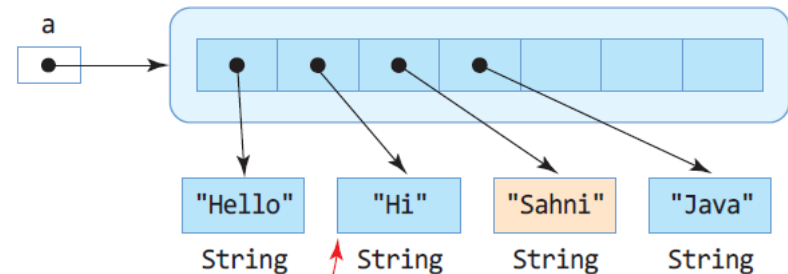 a
"Hello" "Hi" "Sahni" "Java"
String String String String